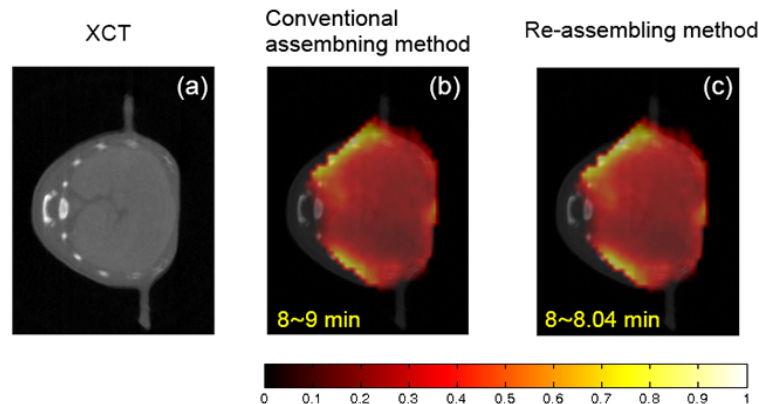 XCT
Conventional
assembning method
Re-assembling method
(a)
(b)
(c)
8~9 min
8~8.04 min
0 0.1 0.2 0.3 0.4 0.5 0.6 0.7 0.8 0.9 1